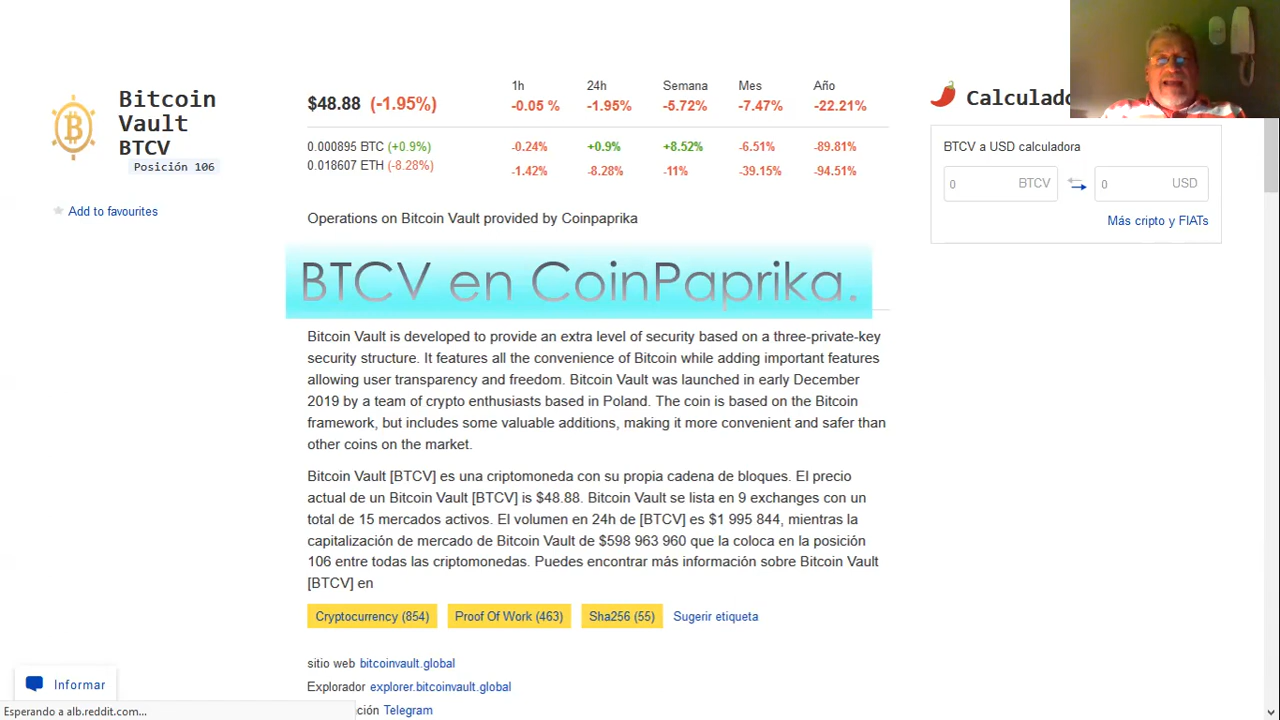 Bitcoin
Vault
BTCV
Posición 106
Add to favourites
$48.88 (-1.95%)
1h 24h Semana Mes Año
-0.05 % -1.95% -5.72% -7.47% -22.21%
0.000895 BTC (+0.9%) -0.24% +0.9% +8.52% -6.51% -89.81%
0.018607 ETH (-8.28%) -1.42% -8.28% -11% -39.15% -94.51%
Operations on Bitcoin Vault provided by Coinpaprika
BTCV en CoinPaprika.
Bitcoin Vault is developed to provide an extra level of security based on a three-private-key
security structure. It features all the convenience of Bitcoin while adding important features
allowing user transparency and freedom. Bitcoin Vault was launched in early December
2019 by a team of crypto enthusiasts based in Poland. The coin is based on the Bitcoin
framework, but includes some valuable additions, making it more convenient and safer than
other coins on the market.
Bitcoin Vault [BTCV] es una criptomoneda con su propia cadena de bloques. El precio
actual de un Bitcoin Vault [BTCV] is $48.88. Bitcoin Vault se lista en 9 exchanges con un
total de 15 mercados activos. El volumen en 24h de [BTCV] es $1 995 844, mientras la
capitalización de mercado de Bitcoin Vault de $598 963 960 que la coloca en la posición
106 entre todas las criptomonedas. Puedes encontrar más información sobre Bitcoin Vault
[BTCV] en
Cryptocurrency (854) Proof Of Work (463) Sha256 (55) Sugerir etiqueta
sitio web bitcoinvault.global
Explorador explorer.bitcoinvault.global
ción Telegram
Calculad
BTCV a USD calculadora
0 BTCV 0 USD
Más cripto y FIATs
Informar
Esperando a alb.reddit.com...